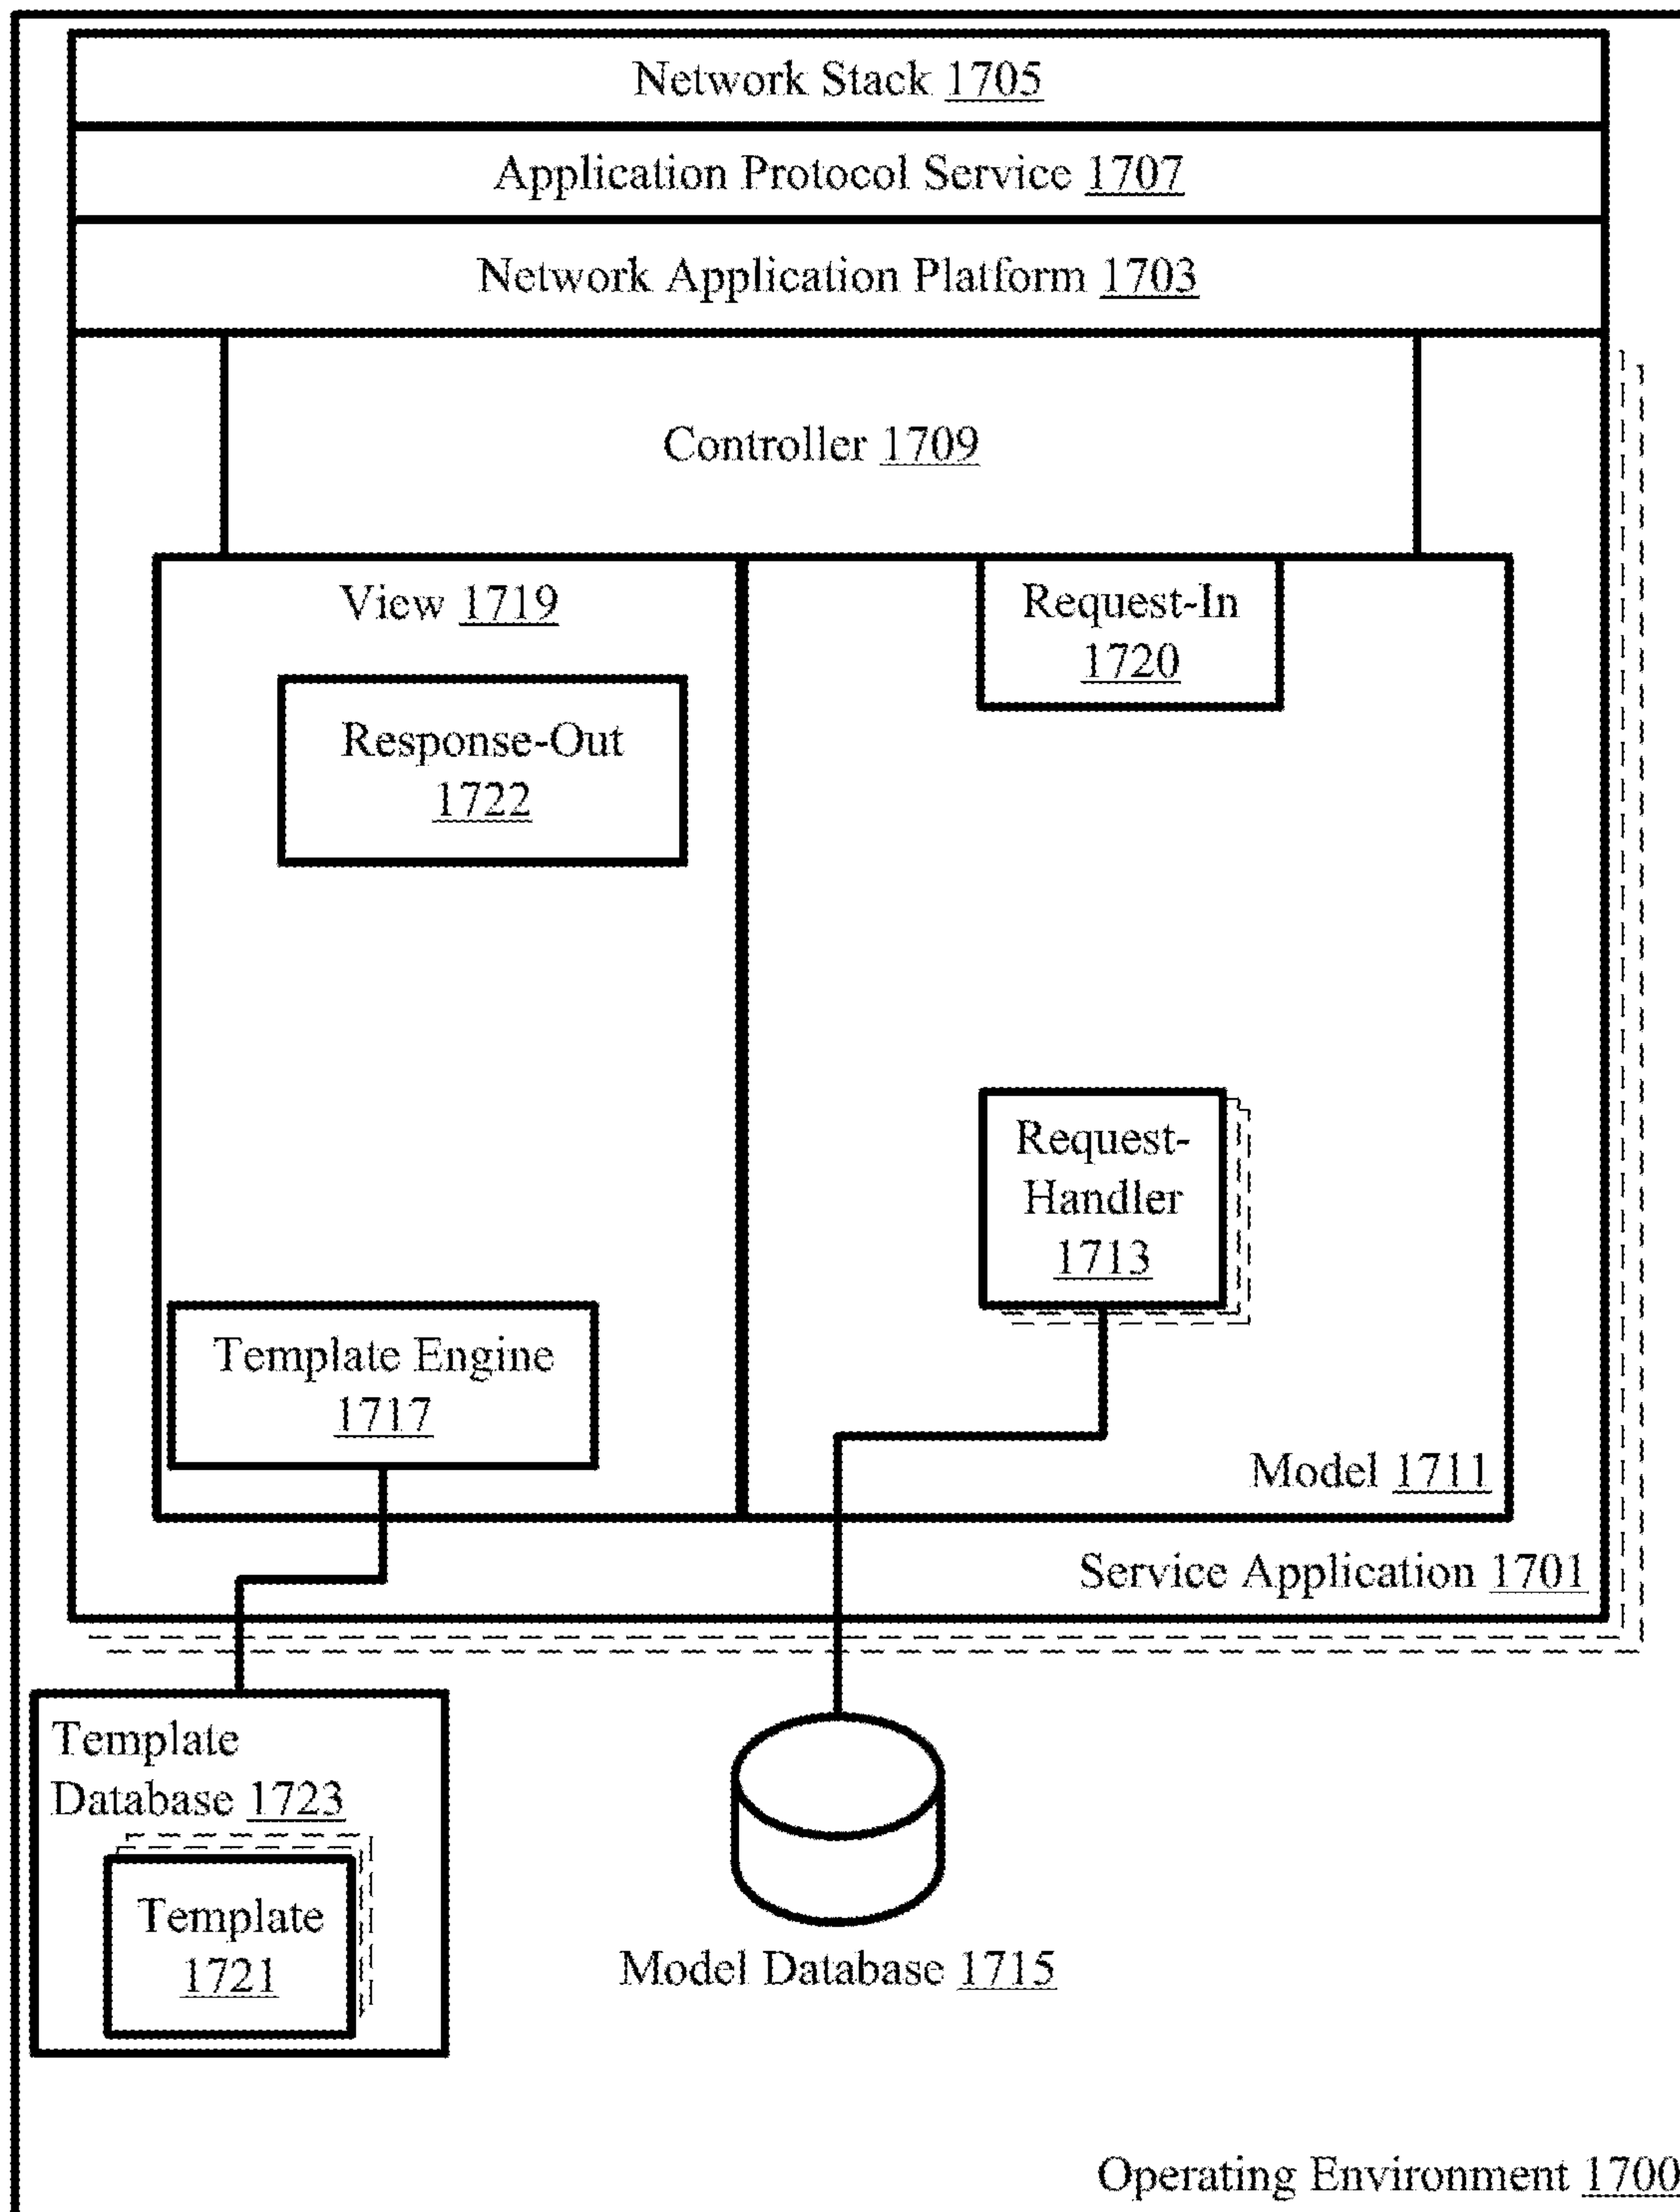 Network Stack 1705
Application Protocol Service 1707
Network Application Platform 1703
Controller 1709
View 1719
Request-In
1720
Response-Out
1722
Request-
Handler
1713
Template Engine
1717
Model 1711
Service Application 1701
Template
Database 1723
Template
1721
Model Database 1715
Operating Environment 1700